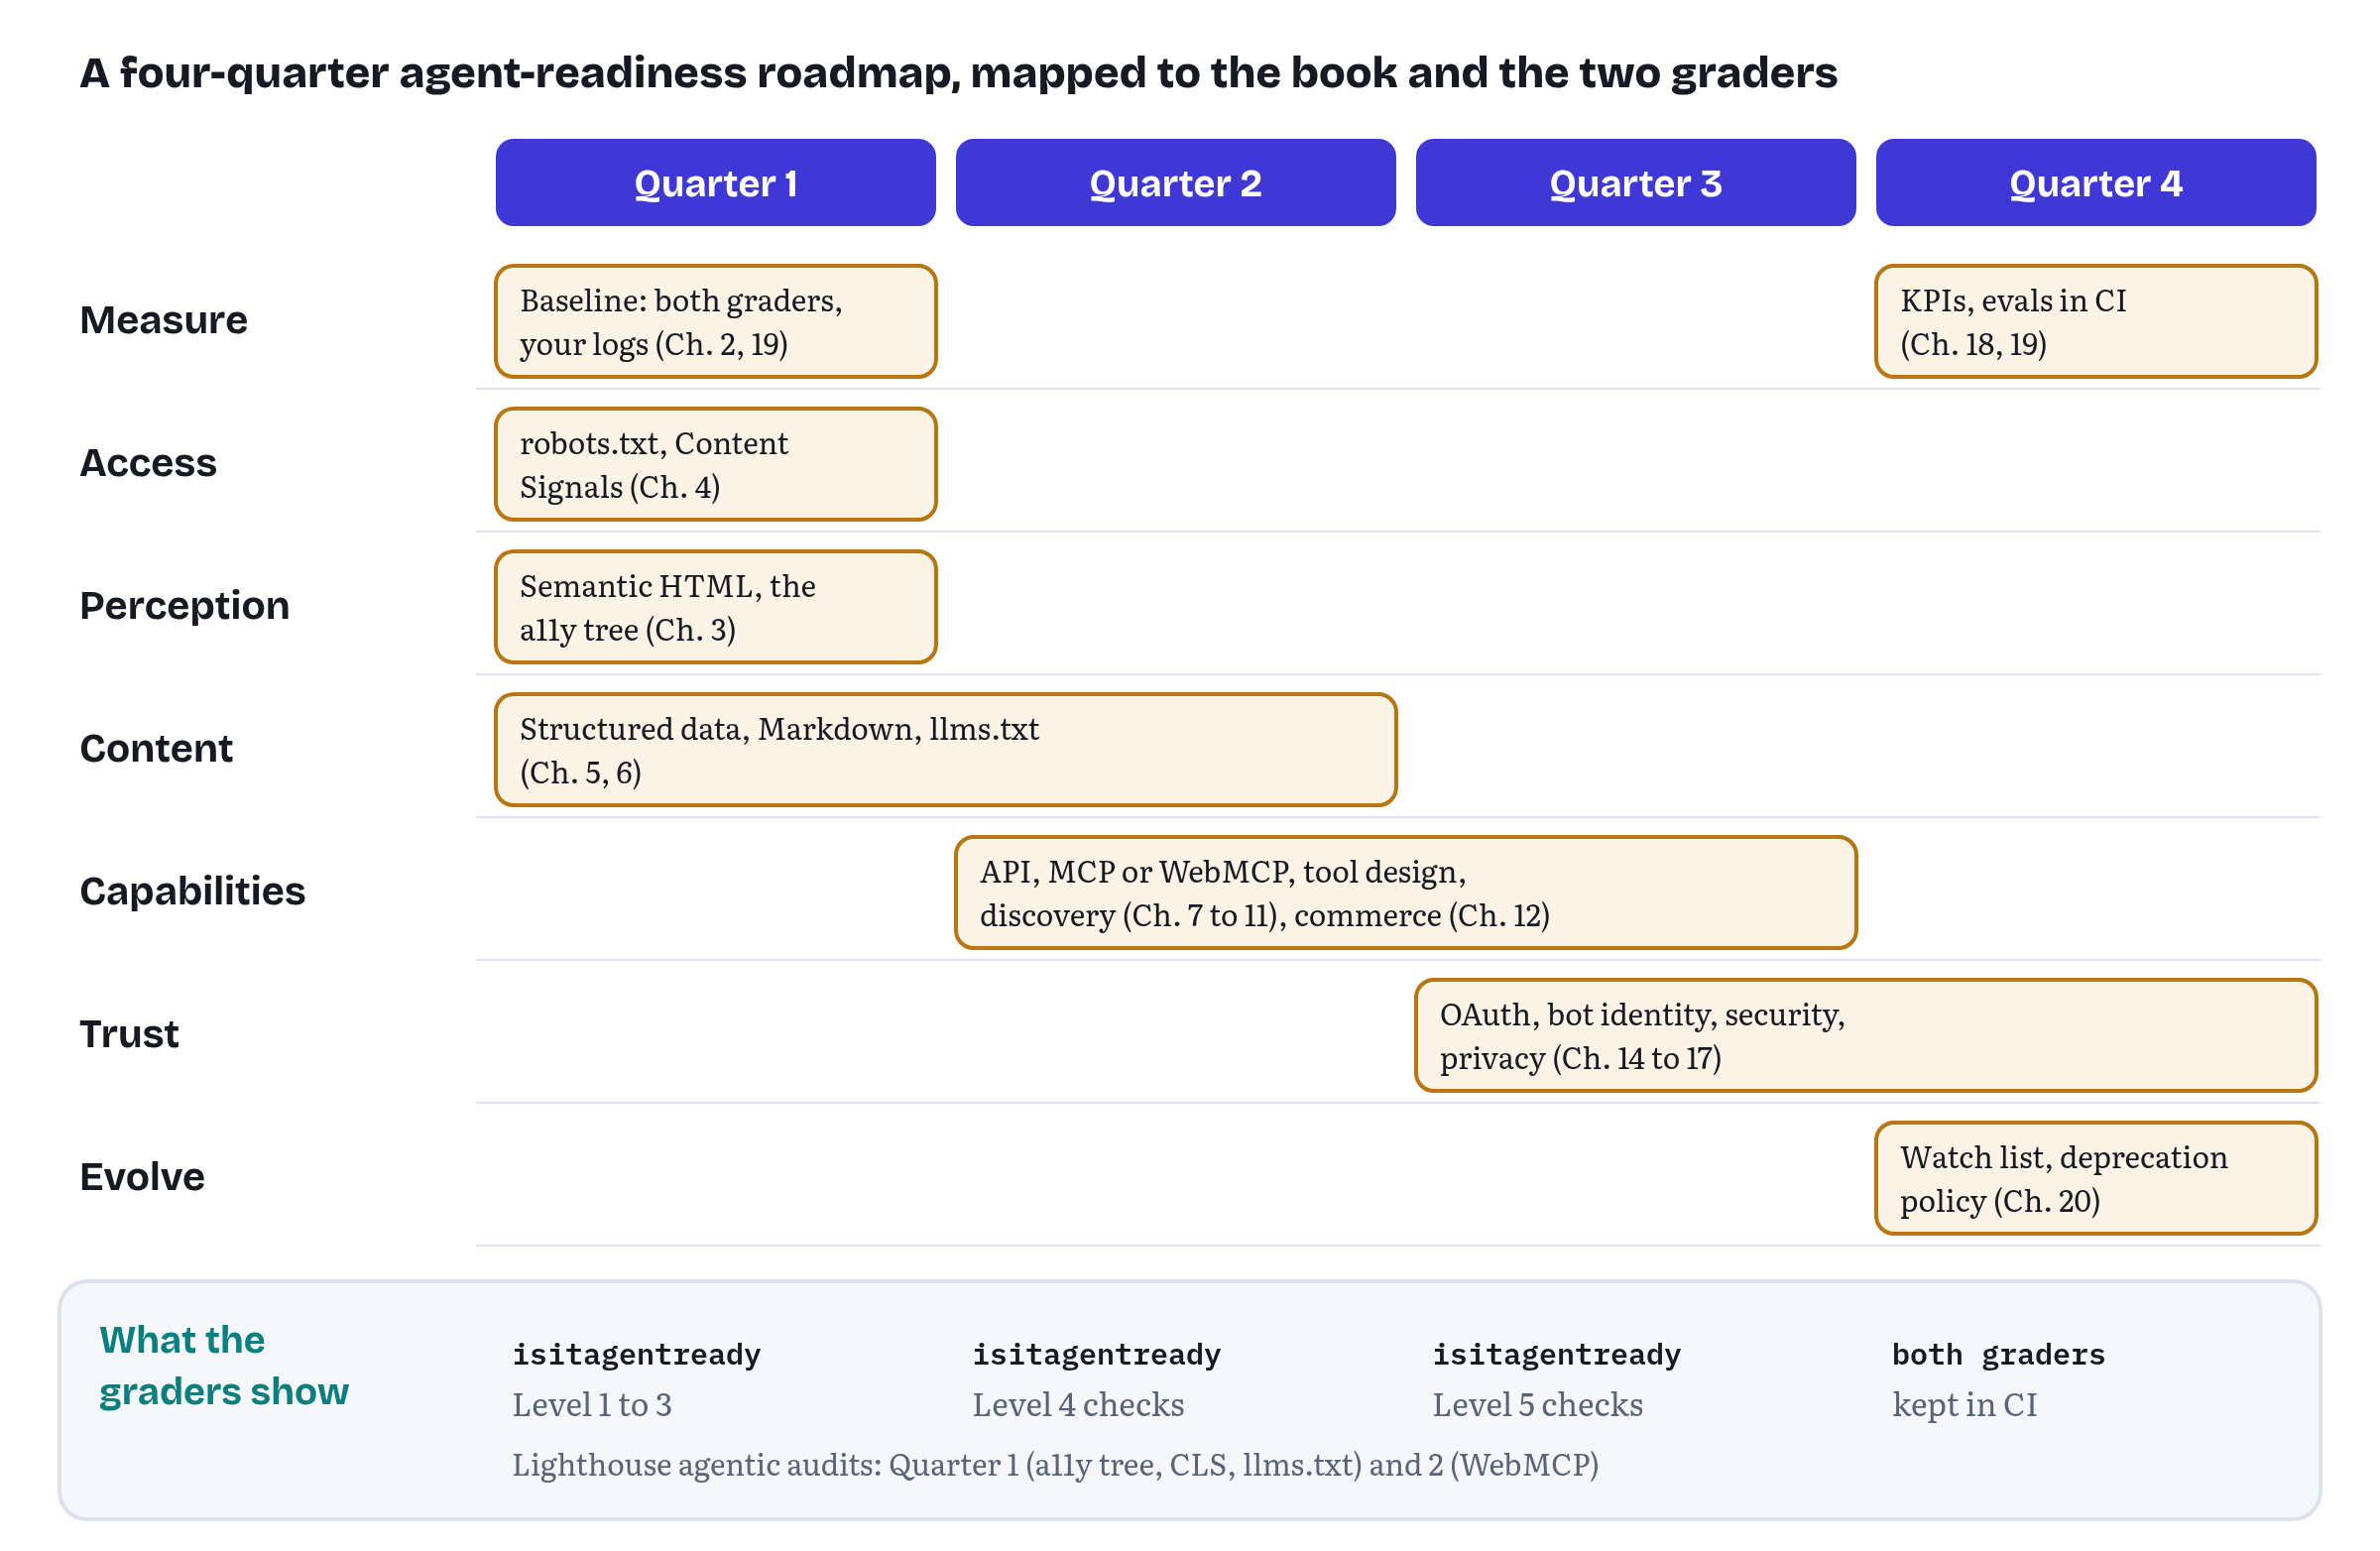 A four-quarter agent-readiness roadmap, mapped to the book and the two graders
Quarter 1
Quarter 2
Quarter 3
Quarter 4
Measure
Baseline: both graders,
your logs (Ch. 2, 19)
KPIs, evals in CI
(Ch. 18, 19)
Access
robots.txt, Content
Signals (Ch. 4)
Perception
Semantic HTML, the
a11y tree (Ch. 3)
Content
Structured data, Markdown, llms.txt
(Ch. 5, 6)
Capabilities
API, MCP or WebMCP, tool design,
discovery (Ch. 7 to 11), commerce (Ch. 12)
Trust
OAuth, bot identity, security,
privacy (Ch. 14 to 17)
Evolve
Watch list, deprecation
policy (Ch. 20)
What the
graders show
isitagentready
Level 1 to 3
isitagentready
Level 4 checks
isitagentready
Level 5 checks
both graders
kept in CI
Lighthouse agentic audits: Quarter 1 (a11y tree, CLS, llms.txt) and 2 (WebMCP)